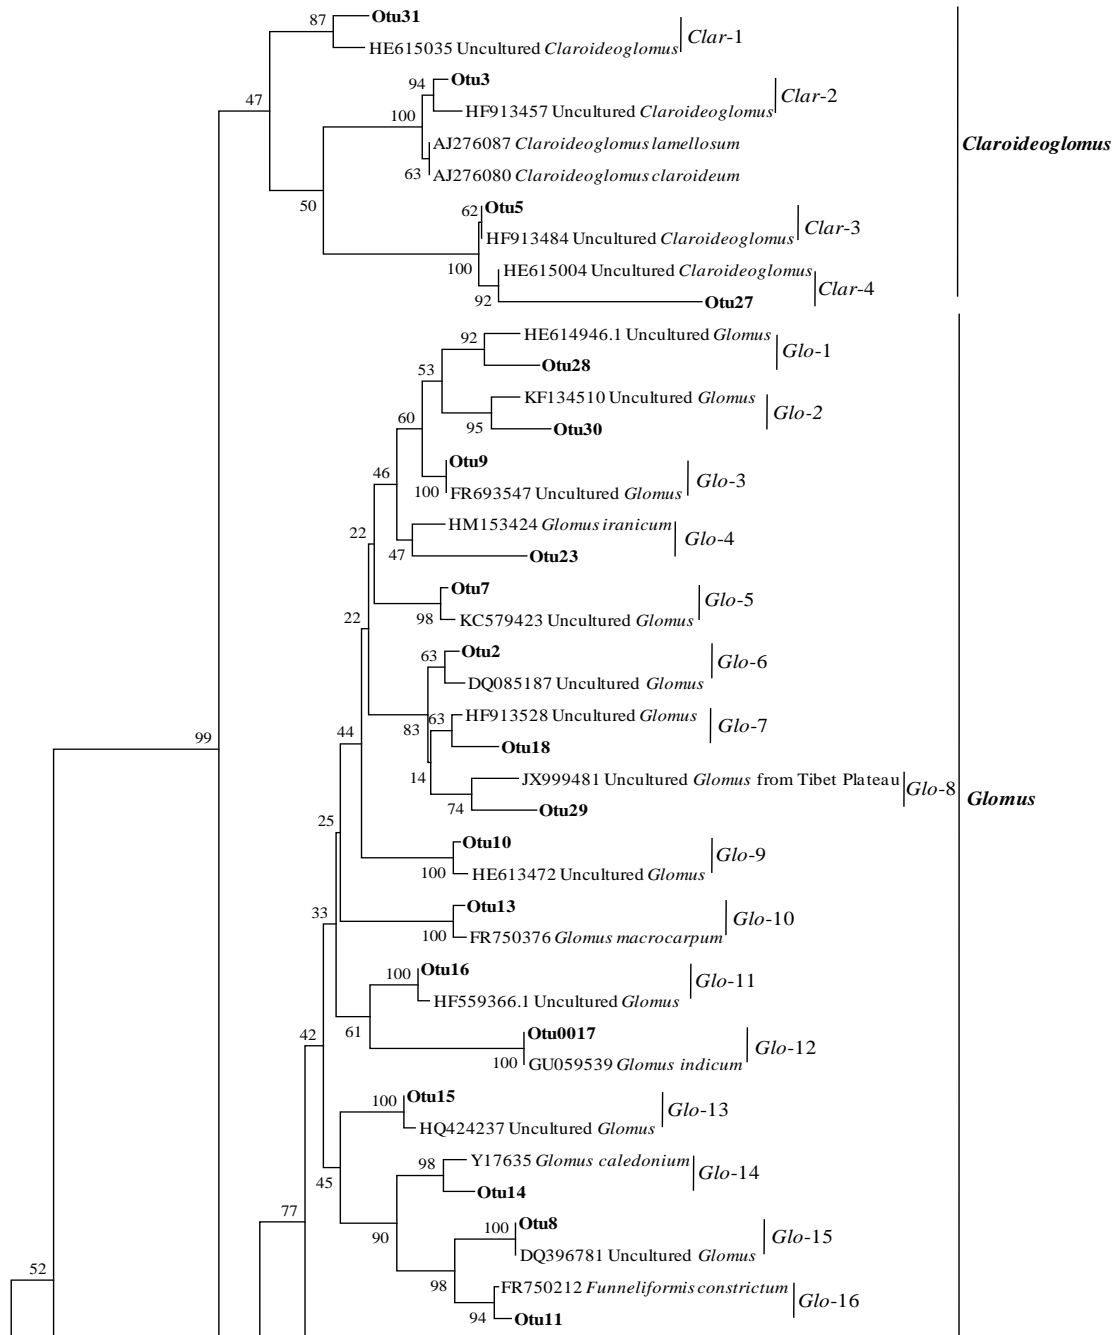 87
Otu31
HE615035 Uncultured Claroideoglomus
Clar-1
94
Otu3
HF913457 Uncultured Claroideoglomus
Clar-2
47
100
AJ276087 Claroideoglomus lamellosum
63
AJ276080 Claroideoglomus claroideum
Claroideoglomus
50
62
Otu5
HF913484 Uncultured Claroideoglomus
Clar-3
100
HE615004 Uncultured Claroideoglomus
Clar-4
92
Otu27
92
HE614946.1 Uncultured Glomus
Glo-1
Otu28
53
KF134510 Uncultured Glomus
Glo-2
95
Otu30
60
Otu9
100
FR693547 Uncultured Glomus
Glo-3
46
HM153424 Glomus iranicum
Glo-4
47
Otu23
22
Otu7
98
KC579423 Uncultured Glomus
Glo-5
22
63
Otu2
DQ085187 Uncultured Glomus
Glo-6
83
63
HF913528 Uncultured Glomus
Glo-7
Otu18
99
44
14
JX999481 Uncultured Glomus from Tibet Plateau
Glo-8
74
Otu29
Glomus
25
Otu10
100
HE613472 Uncultured Glomus
Glo-9
33
Otu13
100
FR750376 Glomus macrocarpum
Glo-10
100
Otu16
HF559366.1 Uncultured Glomus
Glo-11
42
61
Otu0017
100
GU059539 Glomus indicum
Glo-12
100
Otu15
HQ424237 Uncultured Glomus
Glo-13
45
98
Y17635 Glomus caledonium
Glo-14
Otu14
77
90
100
Otu8
DQ396781 Uncultured Glomus
Glo-15
52
98
FR750212 Funneliformis constrictum
Glo-16
94
Otu11